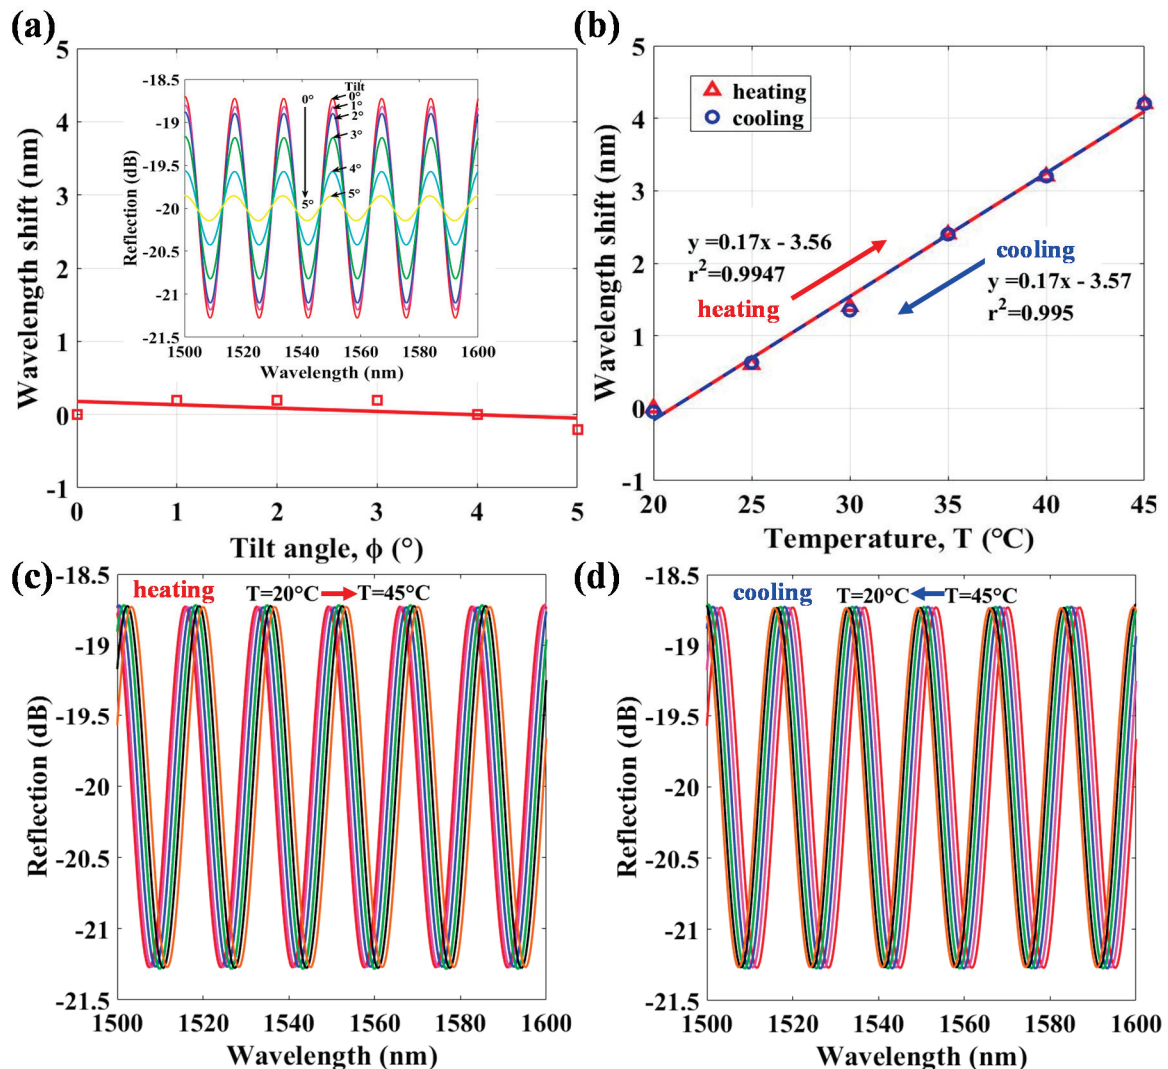 (a)
5
4
3
2
1
0
-1
Wavelength shift (nm)
0 1 2 3 4 5
Tilt angle, ϕ (°)
-18.5
-19
-19.5
-20
-20.5
-21
-21.5
Reflection (dB)
1500 1520 1540 1560 1580 1600
Wavelength (nm)
Tilt
0° 0°
1°
2°
3°
4°
5° 5°
(b)
5
4
3
2
1
0
-1
Wavelength shift (nm)
20 25 30 35 40 45
Temperature, T (°C)
heating
cooling
y =0.17x - 3.56
r²=0.9947
heating
cooling
y =0.17x - 3.57
r²=0.995
(c)
heating T=20°C T=45°C
-18.5
-19
-19.5
-20
-20.5
-21
-21.5
Reflection (dB)
1500 1520 1540 1560 1580 1600
Wavelength (nm)
(d)
cooling T=20°C T=45°C
-18.5
-19
-19.5
-20
-20.5
-21
-21.5
Reflection (dB)
1500 1520 1540 1560 1580 1600
Wavelength (nm)